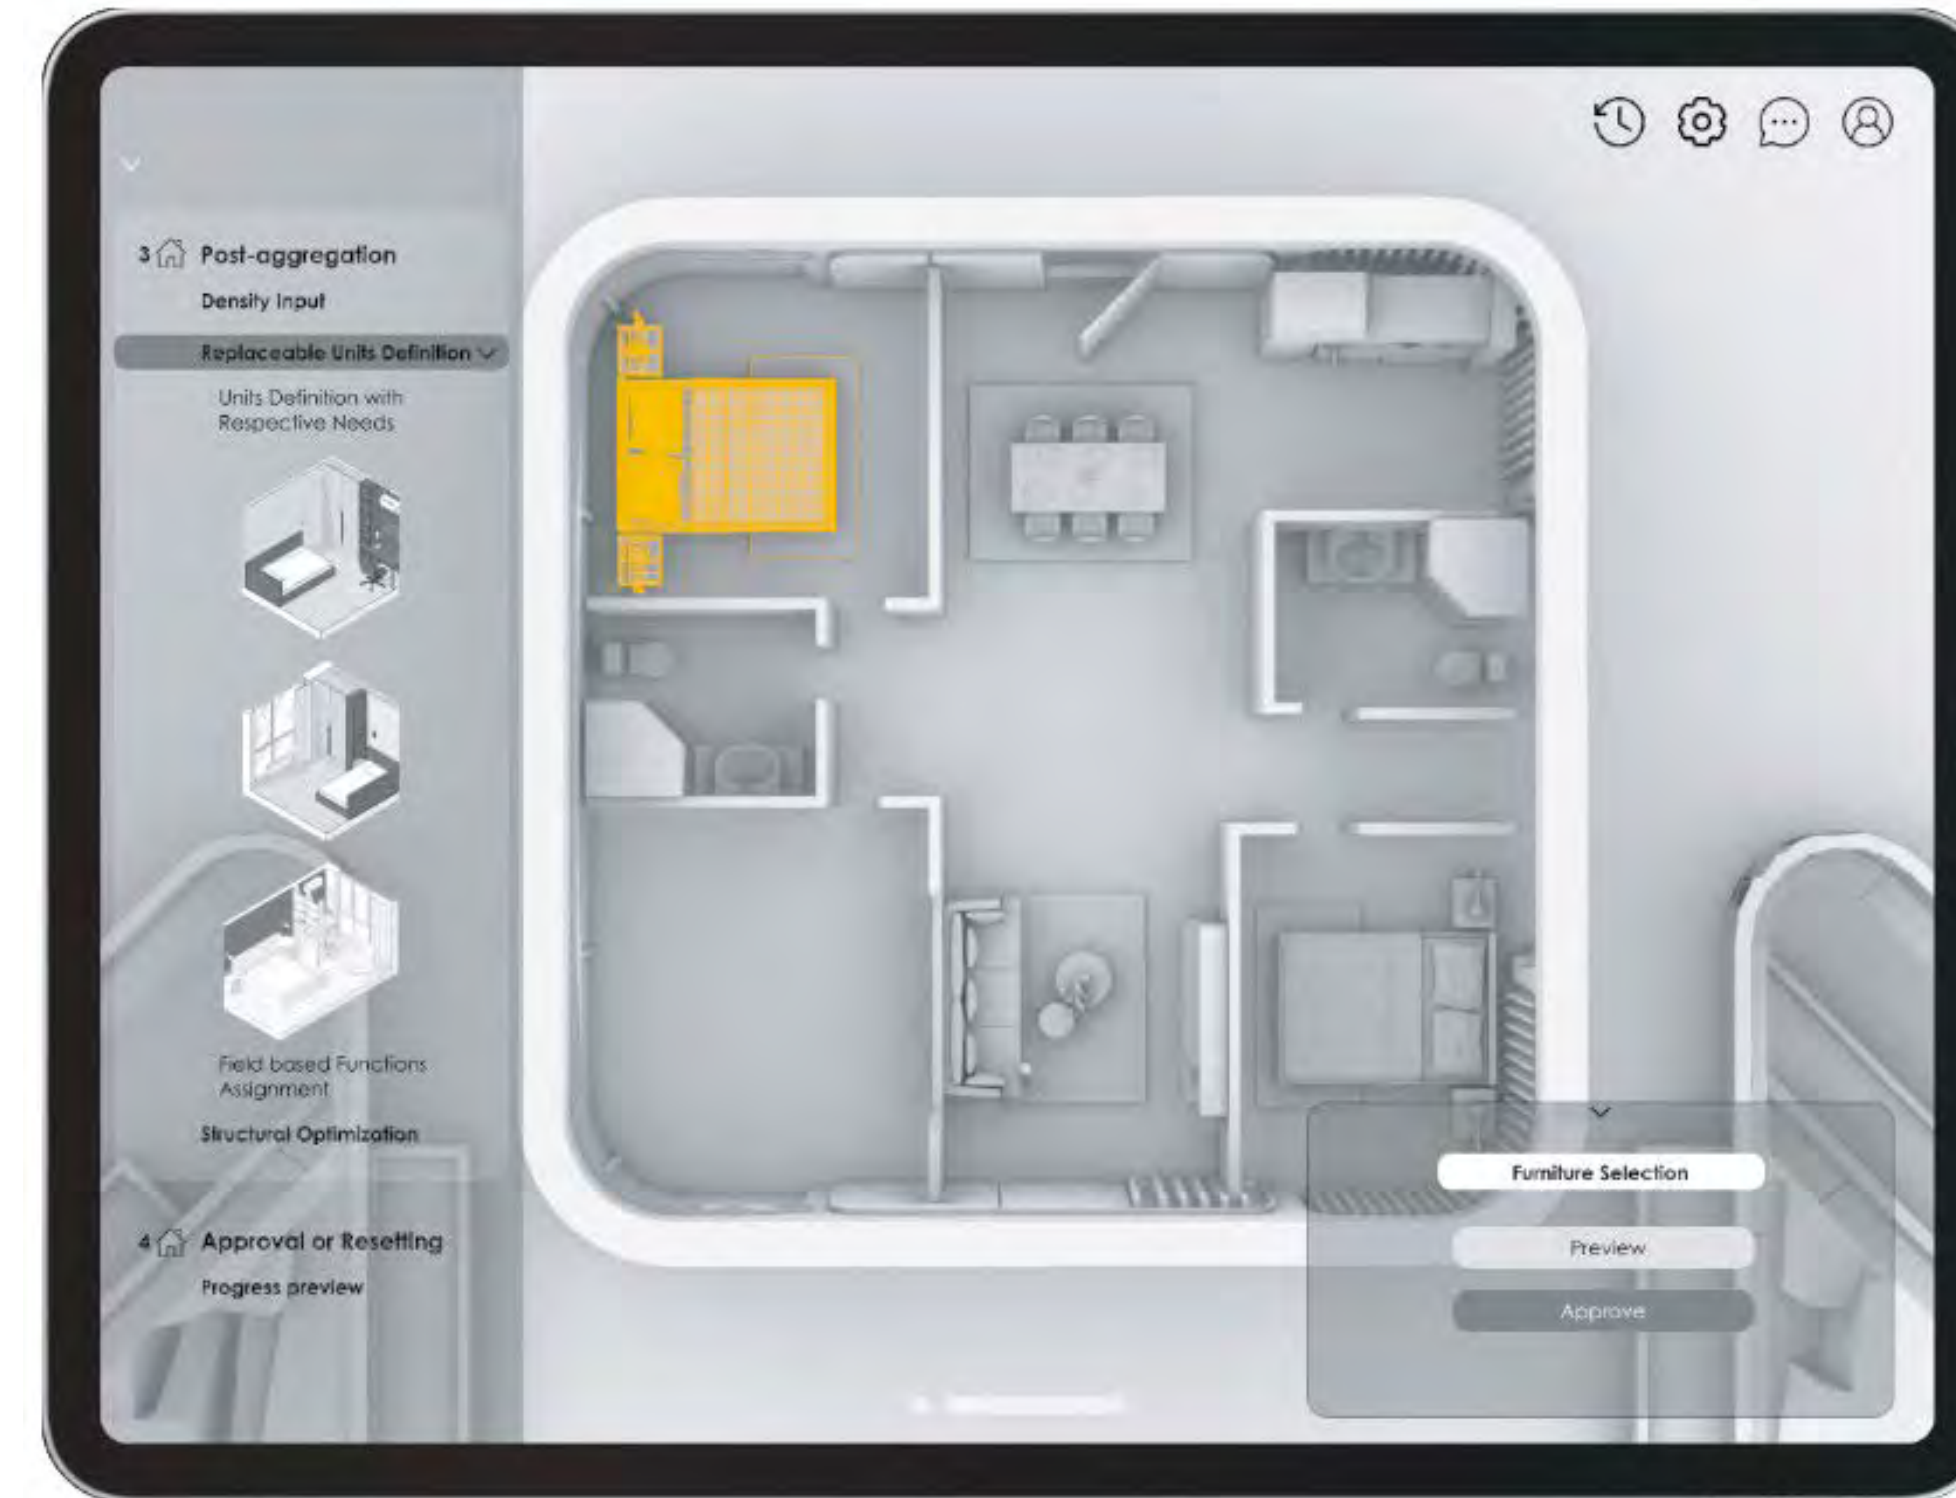 3 Post-aggregation
Density Input
Replaceable Units Definition
Units Definition with
Respective Needs
Field based Functions
Assignment
Structural Optimization
4 Approval or Resetting
Progress preview
Furniture Selection
Preview
Approve